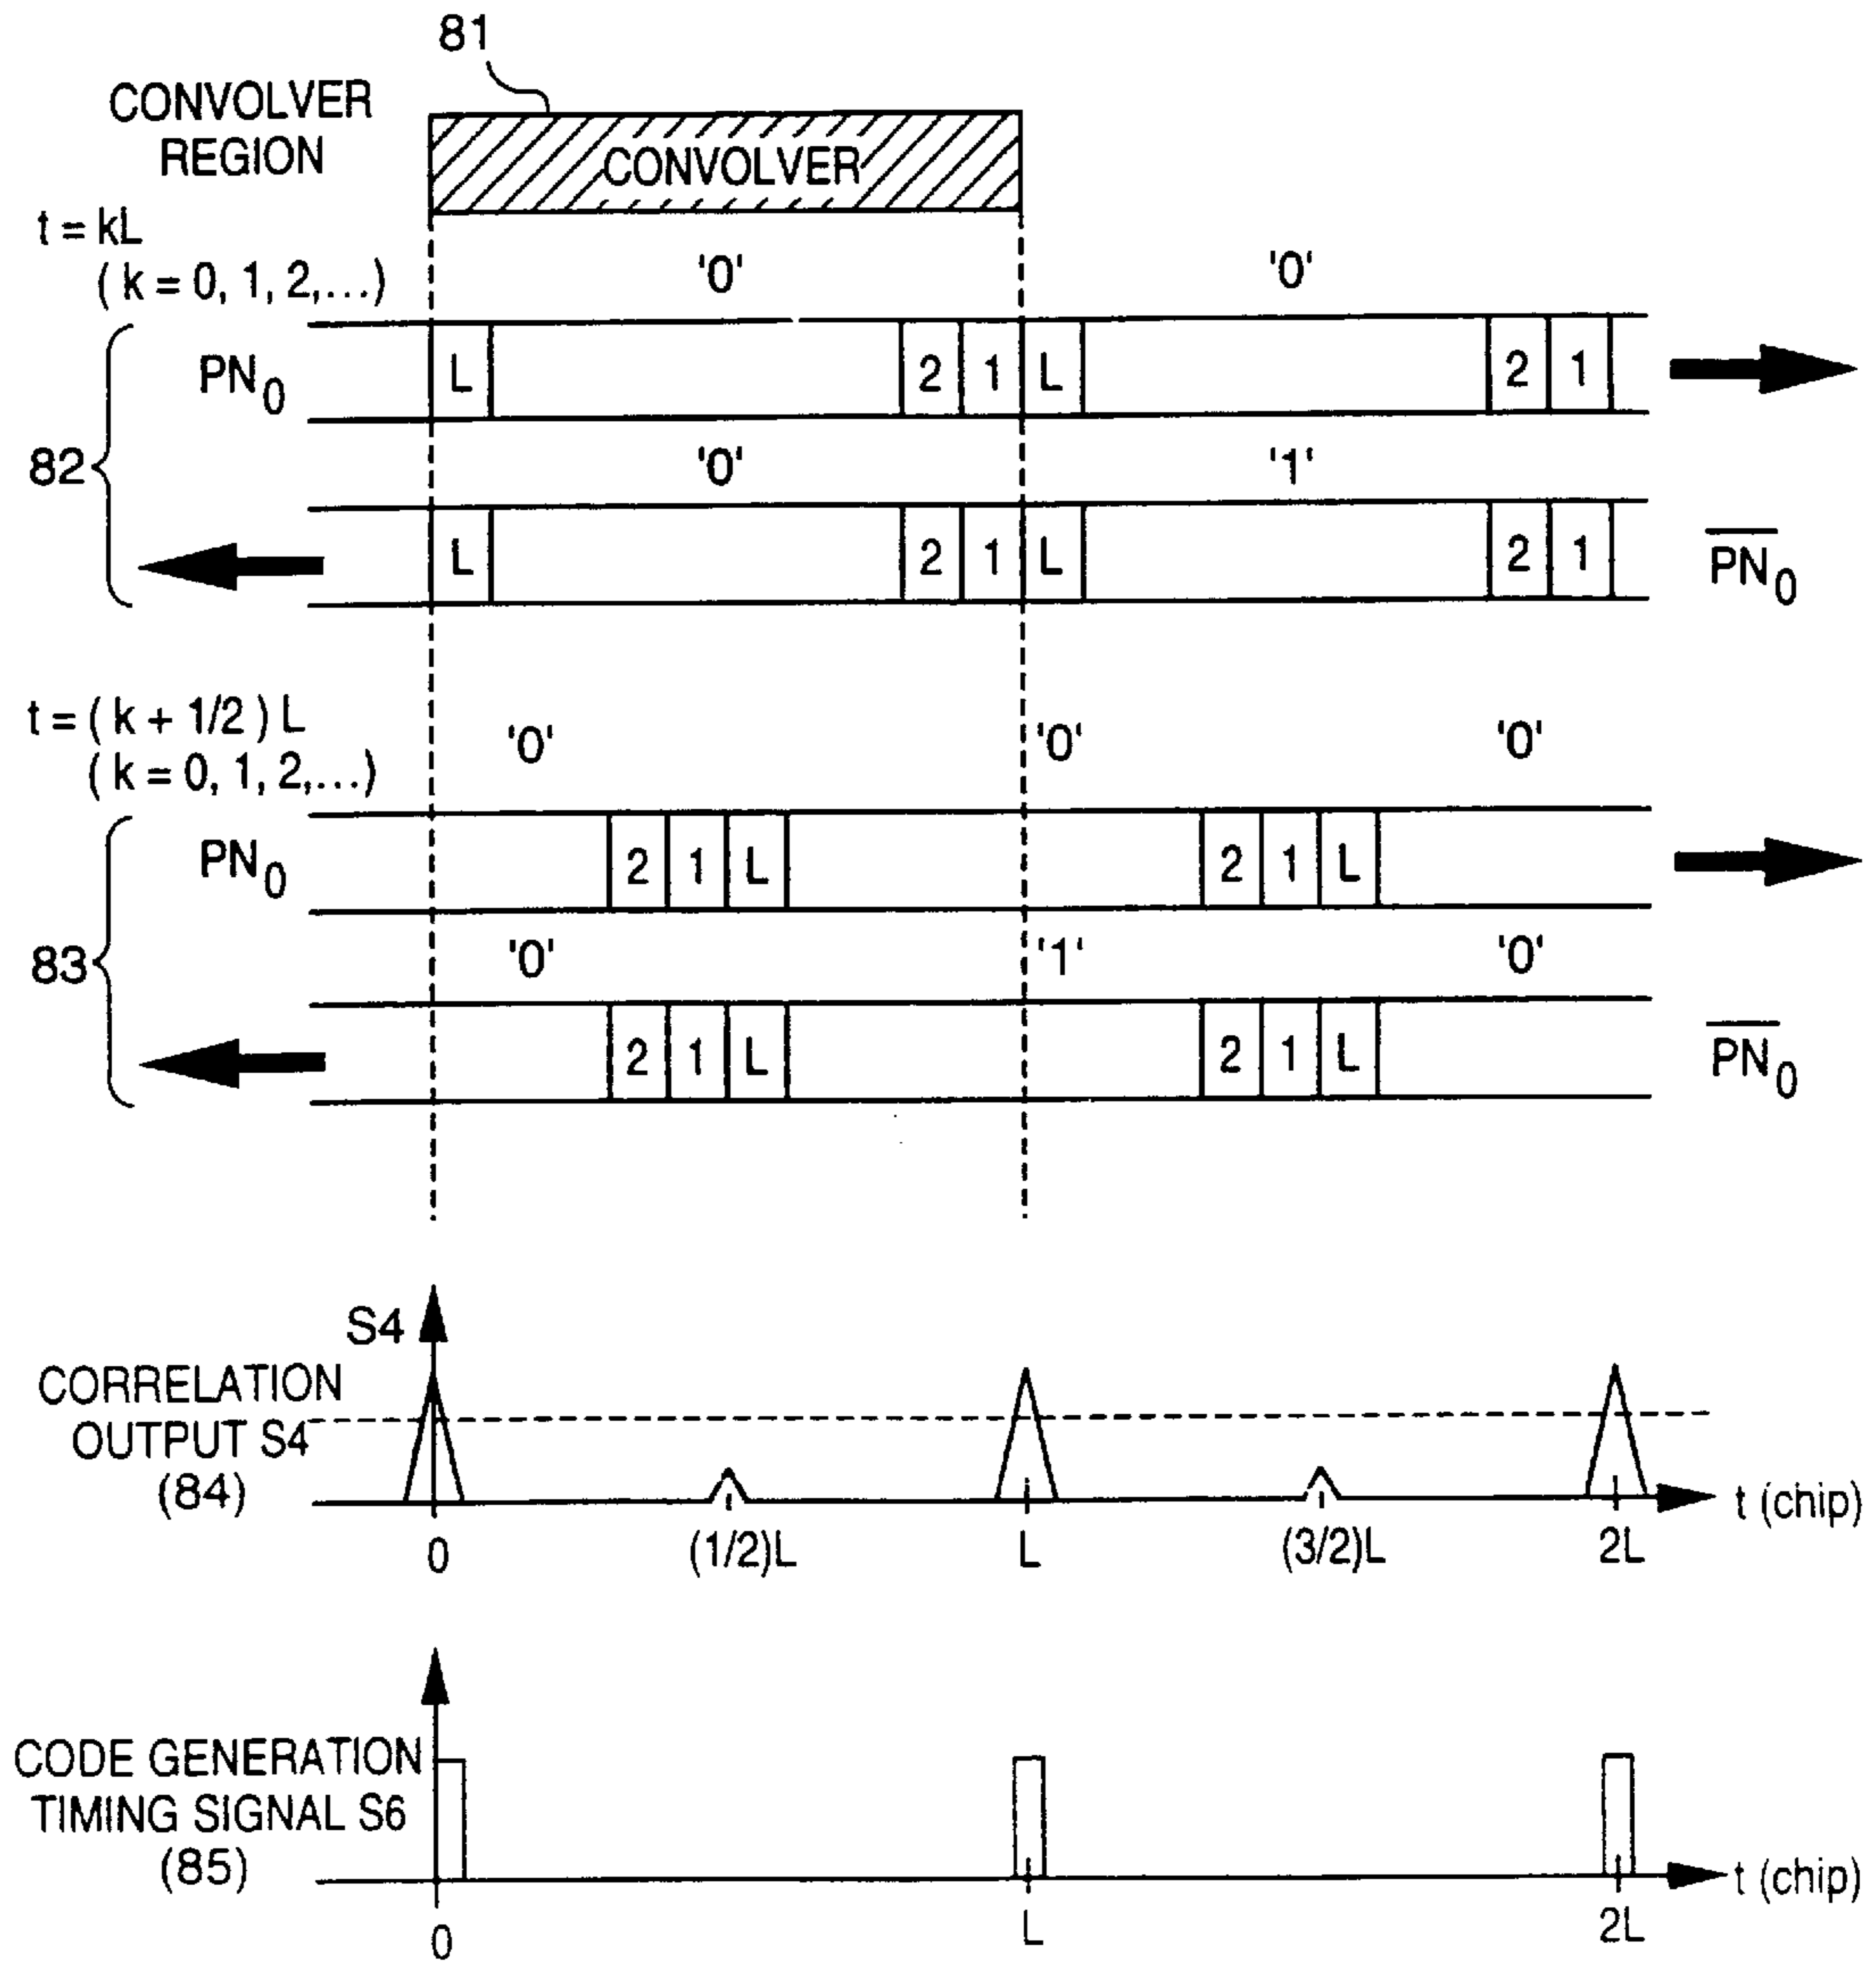 81
CONVOLVER
REGION
CONVOLVER
t = kL
( k = 0, 1, 2,...)
'0' '0'
PN0 L 2 1 L 2 1
82
'0' '1'
L 2 1 L 2 1 PN0
t = ( k + 1/2 ) L
( k = 0, 1, 2,...)
'0' '0' '0'
PN0 2 1 L 2 1 L
83
'0' '1' '0'
2 1 L 2 1 L PN0
S4
CORRELATION
OUTPUT S4
(84)
t (chip)
0 (1/2)L L (3/2)L 2L
CODE GENERATION
TIMING SIGNAL S6
(85)
t (chip)
0 L 2L